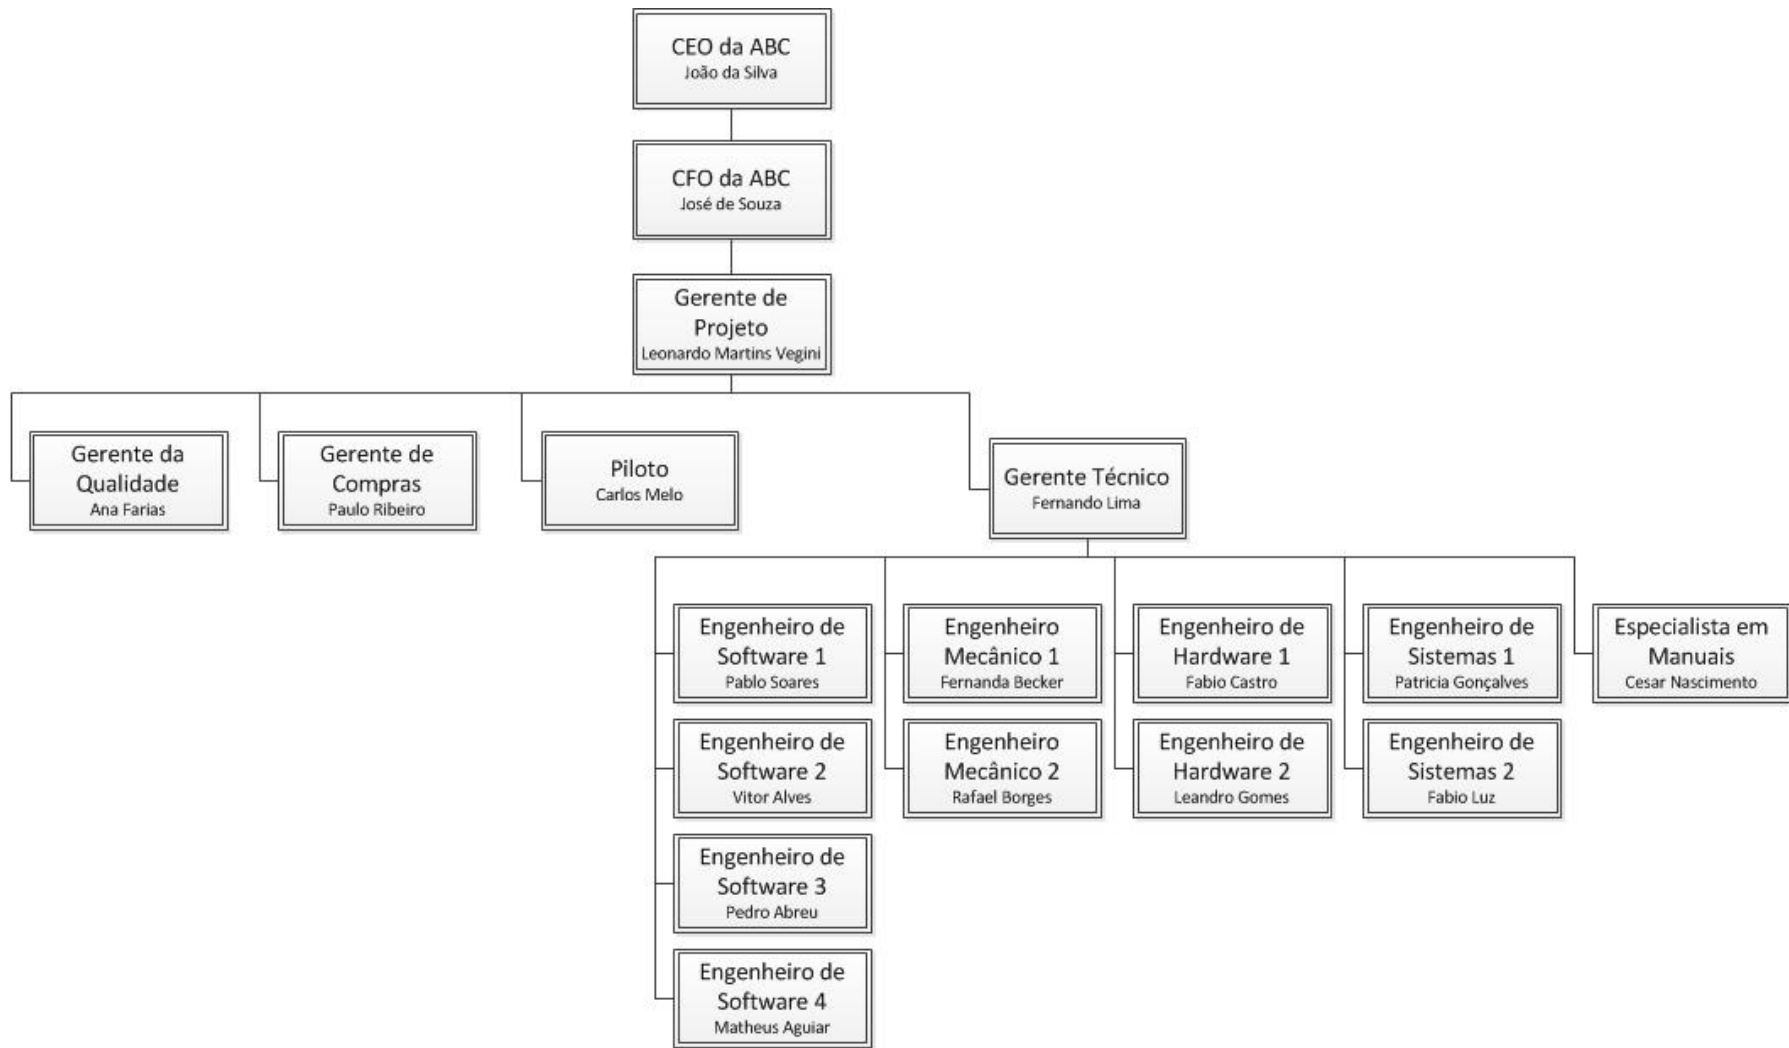 CEO da ABC
João da Silva
CFO da ABC
José de Souza
Gerente de
Projeto
Leonardo Martins Vegini
Gerente da
Qualidade
Ana Farias
Gerente de
Compras
Paulo Ribeiro
Piloto
Carlos Melo
Gerente Técnico
Fernando Lima
Engenheiro de
Software 1
Pablo Soares
Engenheiro
Mecânico 1
Fernanda Becker
Engenheiro de
Hardware 1
Fabio Castro
Engenheiro de
Sistemas 1
Patricia Gonçalves
Especialista em
Manuais
Cesar Nascimento
Engenheiro de
Software 2
Vitor Alves
Engenheiro
Mecânico 2
Rafael Borges
Engenheiro de
Hardware 2
Leandro Gomes
Engenheiro de
Sistemas 2
Fabio Luz
Engenheiro de
Software 3
Pedro Abreu
Engenheiro de
Software 4
Matheus Aguiar